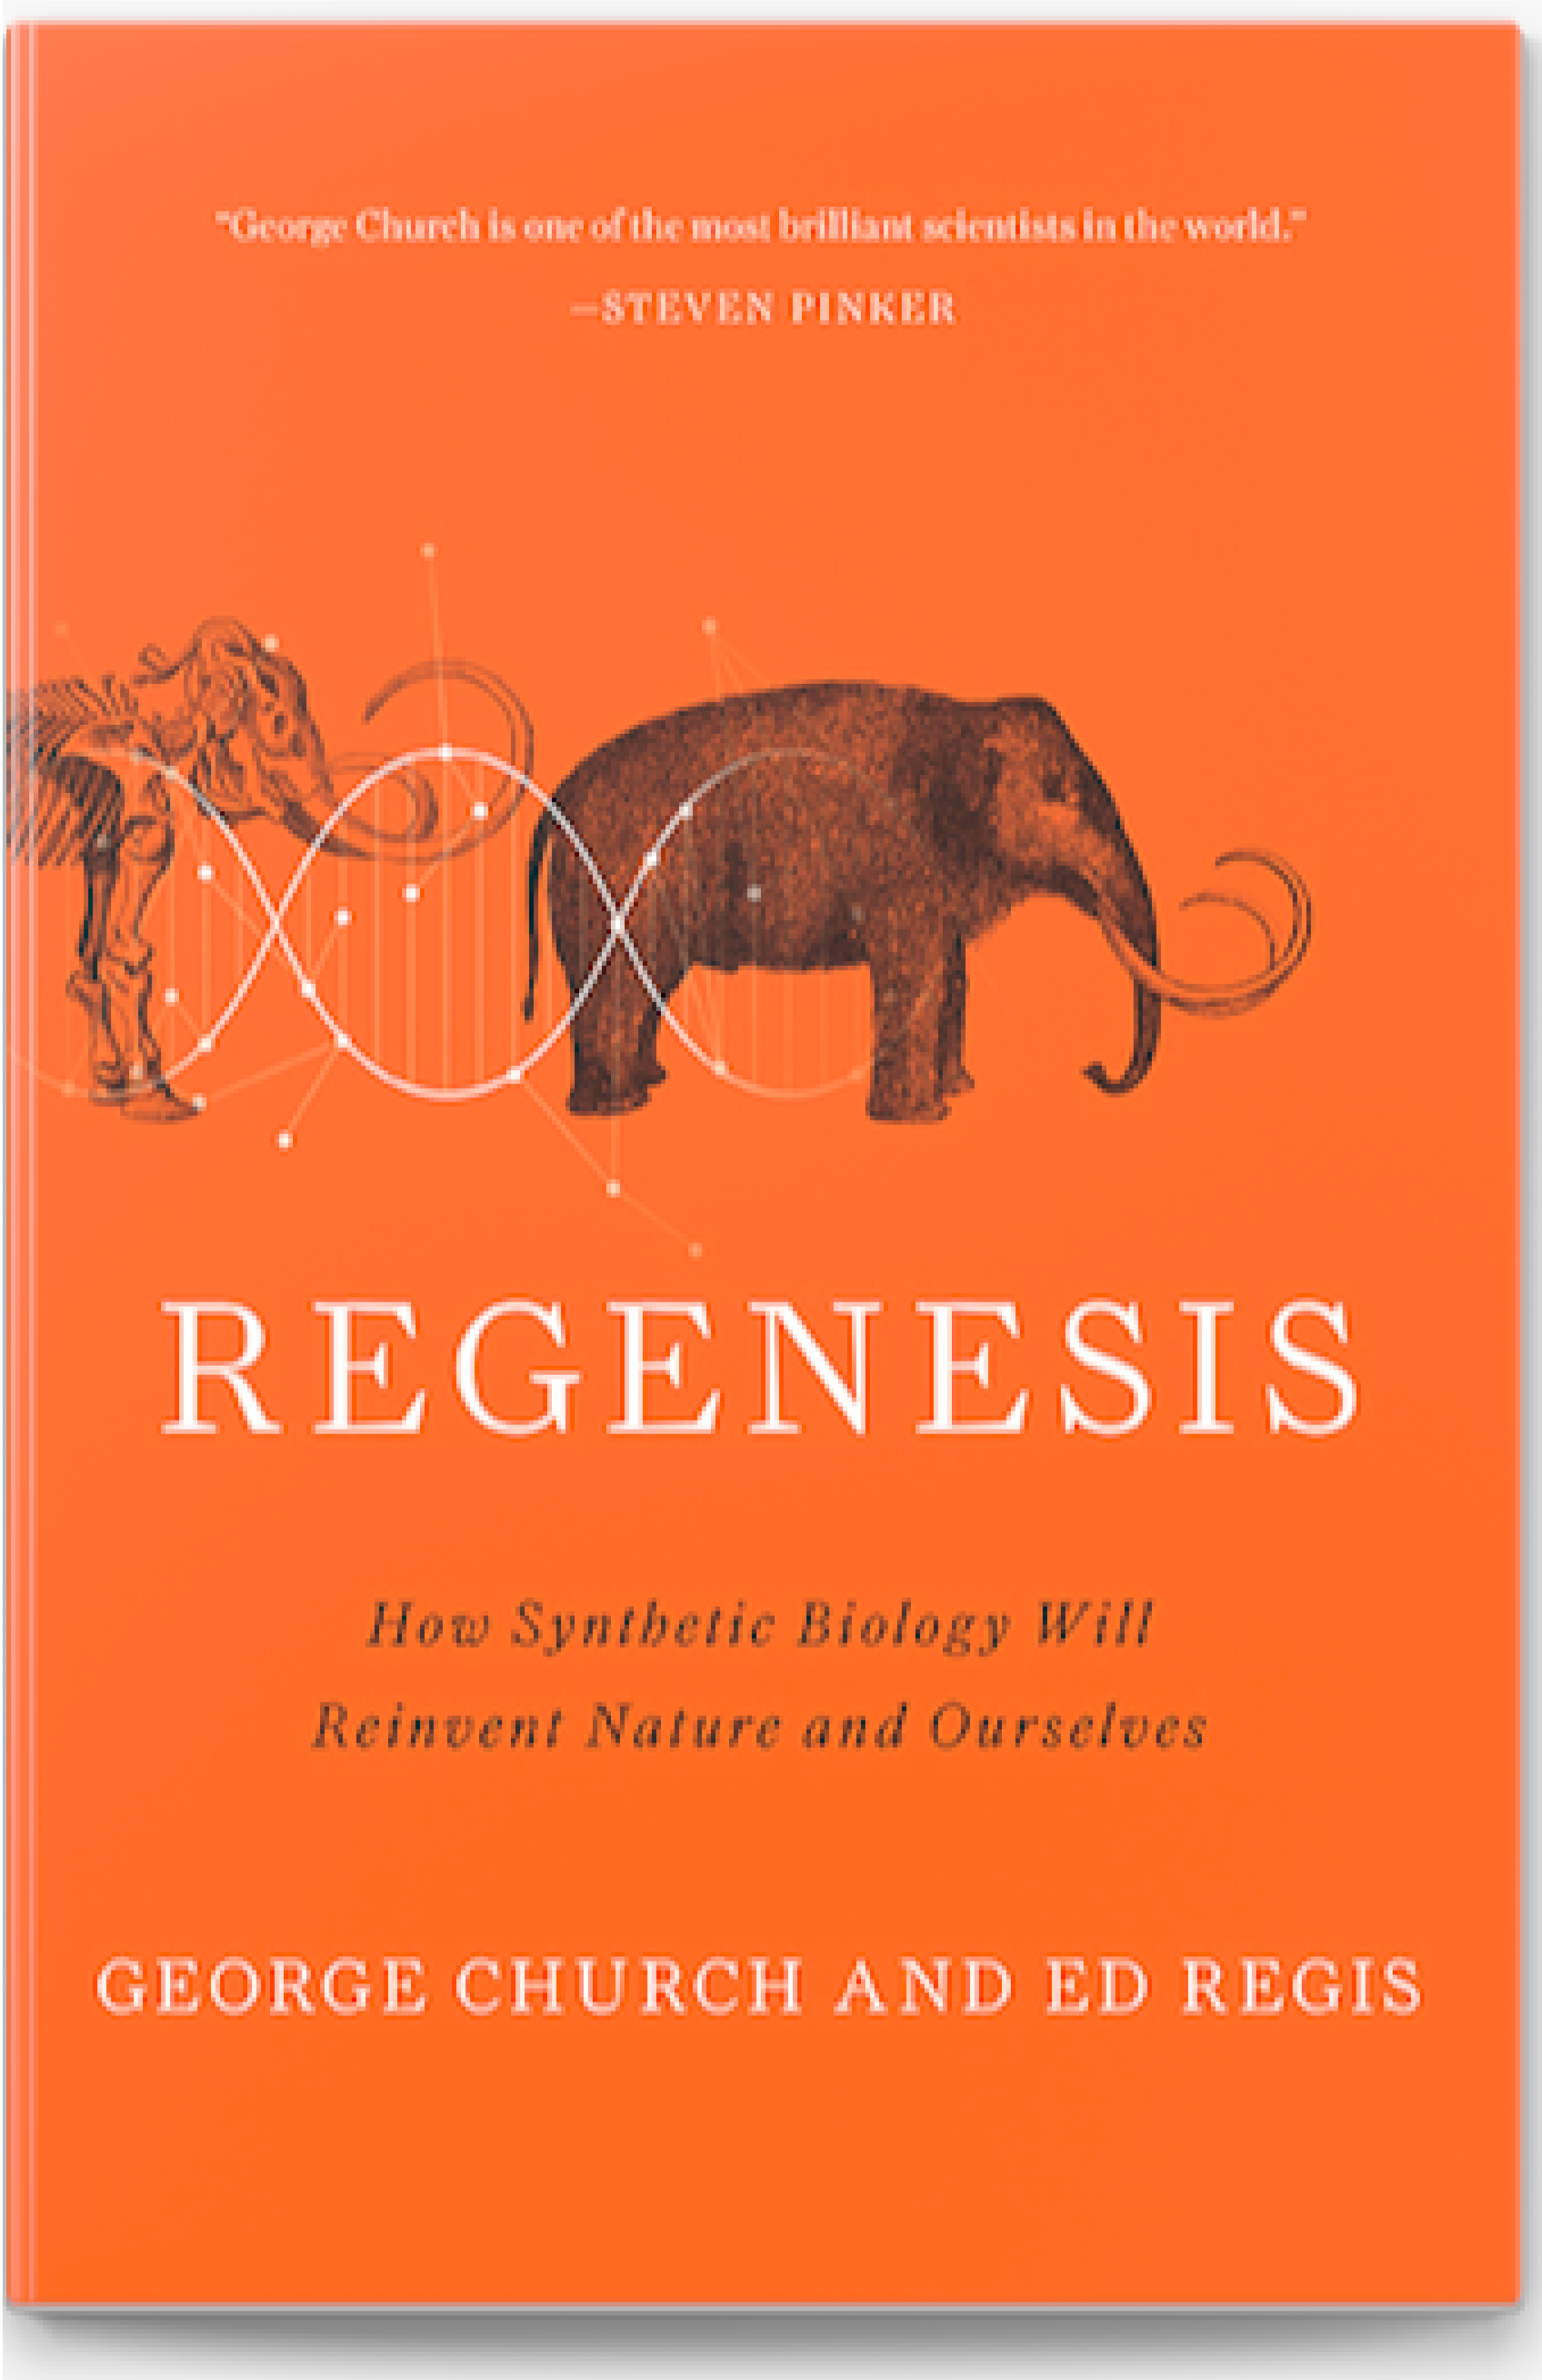 “George Church is one of the most brilliant scientists in the world.”
—STEVEN PINKER
REGENESIS
How Synthetic Biology Will
Reinvent Nature and Ourselves
GEORGE CHURCH AND ED REGIS